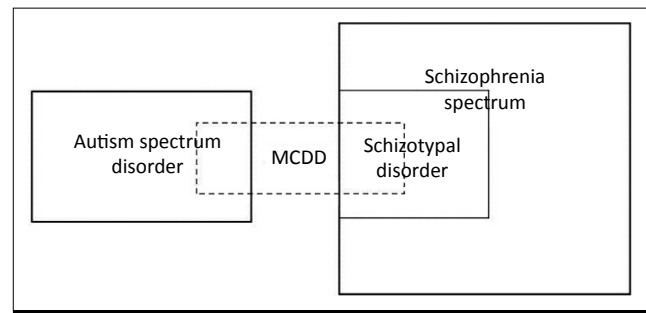 Schizophrenia
spectrum
Autism spectrum
disorder
MCDD
Schizotypal
disorder